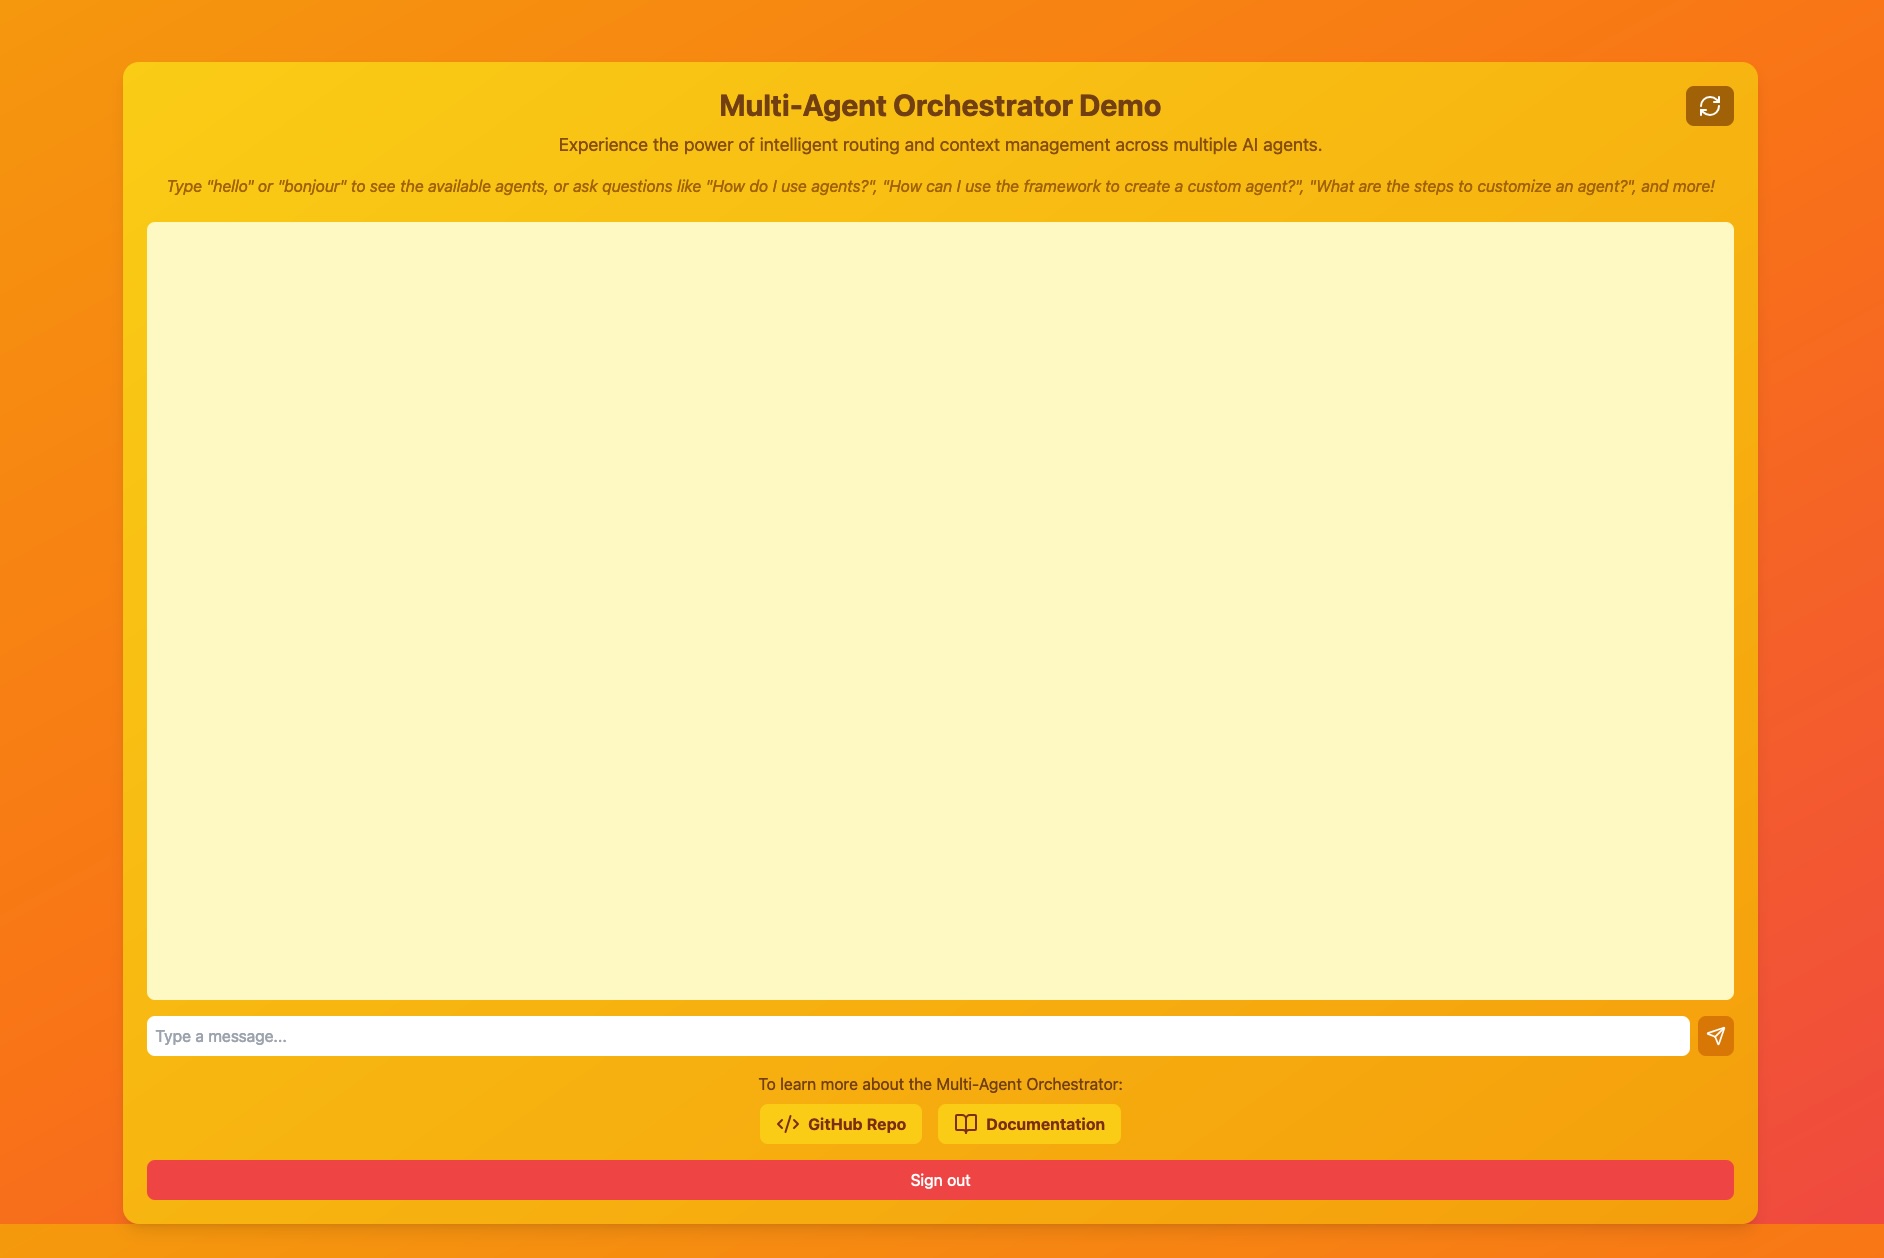 Multi-Agent Orchestrator Demo
Experience the power of intelligent routing and context management across multiple AI agents.
Type "hello" or "bonjour" to see the available agents, or ask questions like "How do I use agents?", "How can I use the framework to create a custom agent?", "What are the steps to customize an agent?", and more!
Type a message...
To learn more about the Multi-Agent Orchestrator:
GitHub Repo
Documentation
Sign out